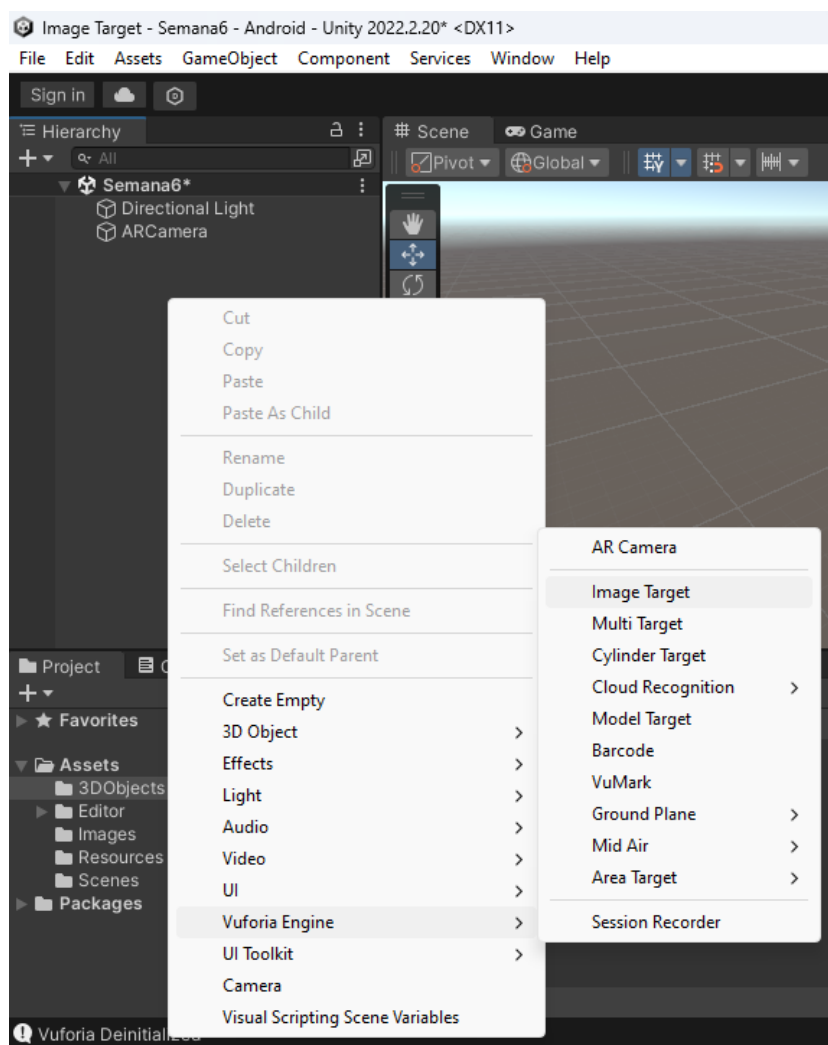 Image Target - Semana6 - Android - Unity 2022.2.20* <DX11>
File Edit Assets GameObject Component Services Window Help
Sign in
Hierarchy
# Scene Game
All
Pivot Global
Semana6*
Directional Light
ARCamera
Cut
Copy
Paste
Paste As Child
Rename
Duplicate
Delete
Select Children
Find References in Scene
Set as Default Parent
Create Empty
3D Object
Effects
Light
Audio
Video
UI
Vuforia Engine
UI Toolkit
Camera
Visual Scripting Scene Variables
AR Camera
Image Target
Multi Target
Cylinder Target
Cloud Recognition
Model Target
Barcode
VuMark
Ground Plane
Mid Air
Area Target
Session Recorder
Project
Favorites
Assets
3DObjects
Editor
Images
Resources
Scenes
Packages
Vuforia